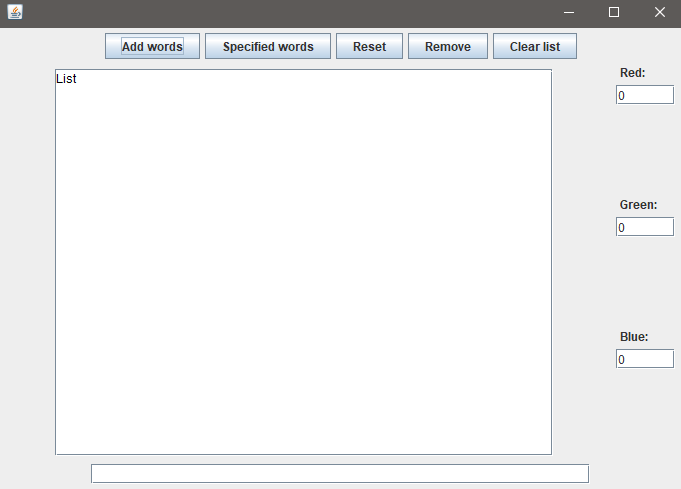 Add words Specified words Reset Remove Clear list
List
Red:
0
Green:
0
Blue:
0